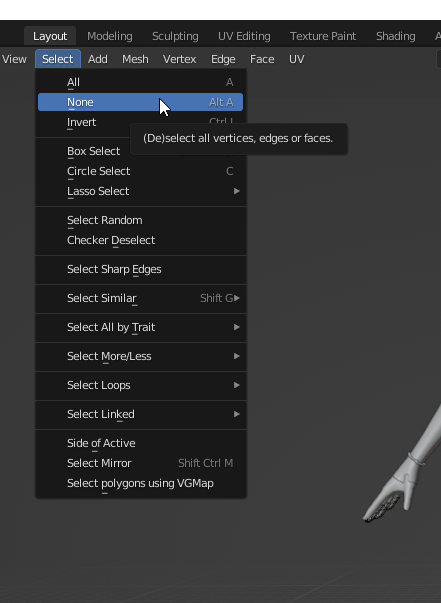 Layout Modeling Sculpting UV Editing Texture Paint Shading
View Select Add Mesh Vertex Edge Face UV
All A
None Alt A
Invert Ctrl I
(De)select all vertices, edges or faces.
Box Select
Circle Select C
Lasso Select
Select Random
Checker Deselect
Select Sharp Edges
Select Similar Shift G
Select All by Trait
Select More/Less
Select Loops
Select Linked
Side of Active
Select Mirror Shift Ctrl M
Select polygons using VGMap